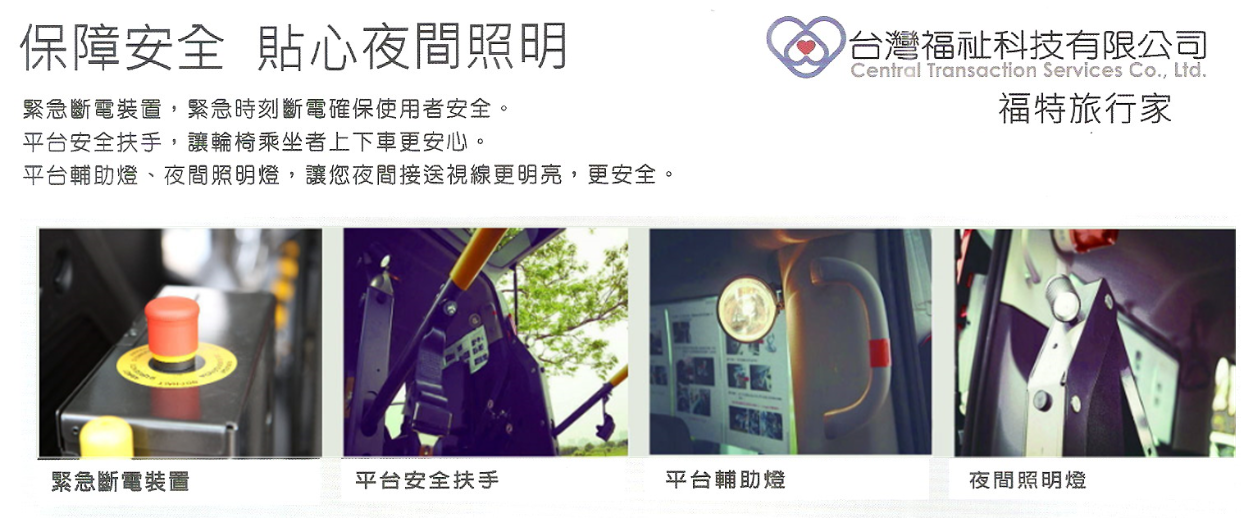 保障安全 貼心夜間照明
台灣福祉科技有限公司
Central Transaction Services Co., Ltd.
福特旅行家
緊急斷電裝置，緊急時刻斷電確保使用者安全。
平台安全扶手，讓輪椅乘坐者上下車更安心。
平台輔助燈、夜間照明燈，讓您夜間接送視線更明亮，更安全。
緊急斷電裝置
平台安全扶手
平台輔助燈
夜間照明燈